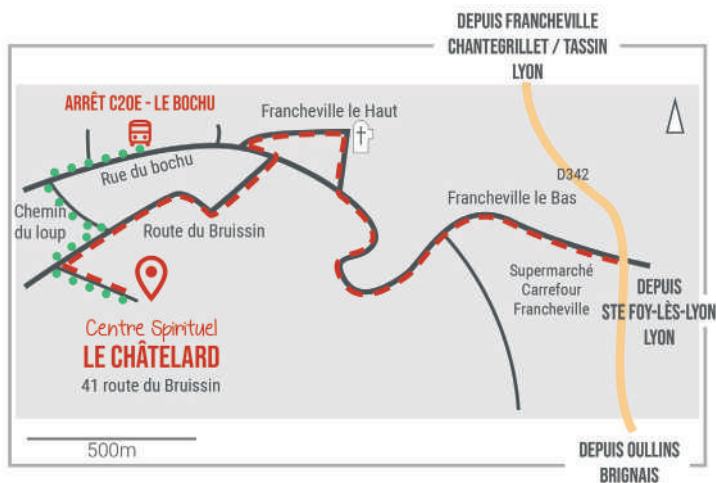 DEPUIS FRANCHEVILLE
CHANTEGRILLET / TASSIN
LYON
ARRÊT C20E - LE BOCHU
Francheville le Haut
Rue du bochu
D342
Chemin
du loup
Francheville le Bas
Route du Bruissin
Supermarché
Carrefour
Francheville
DEPUIS
STE FOY-LÈS-LYON
LYON
Centre Spirituel
LE CHÂTELARD
41 route du Bruissin
500m
DEPUIS OULLINS
BRIGNAIS